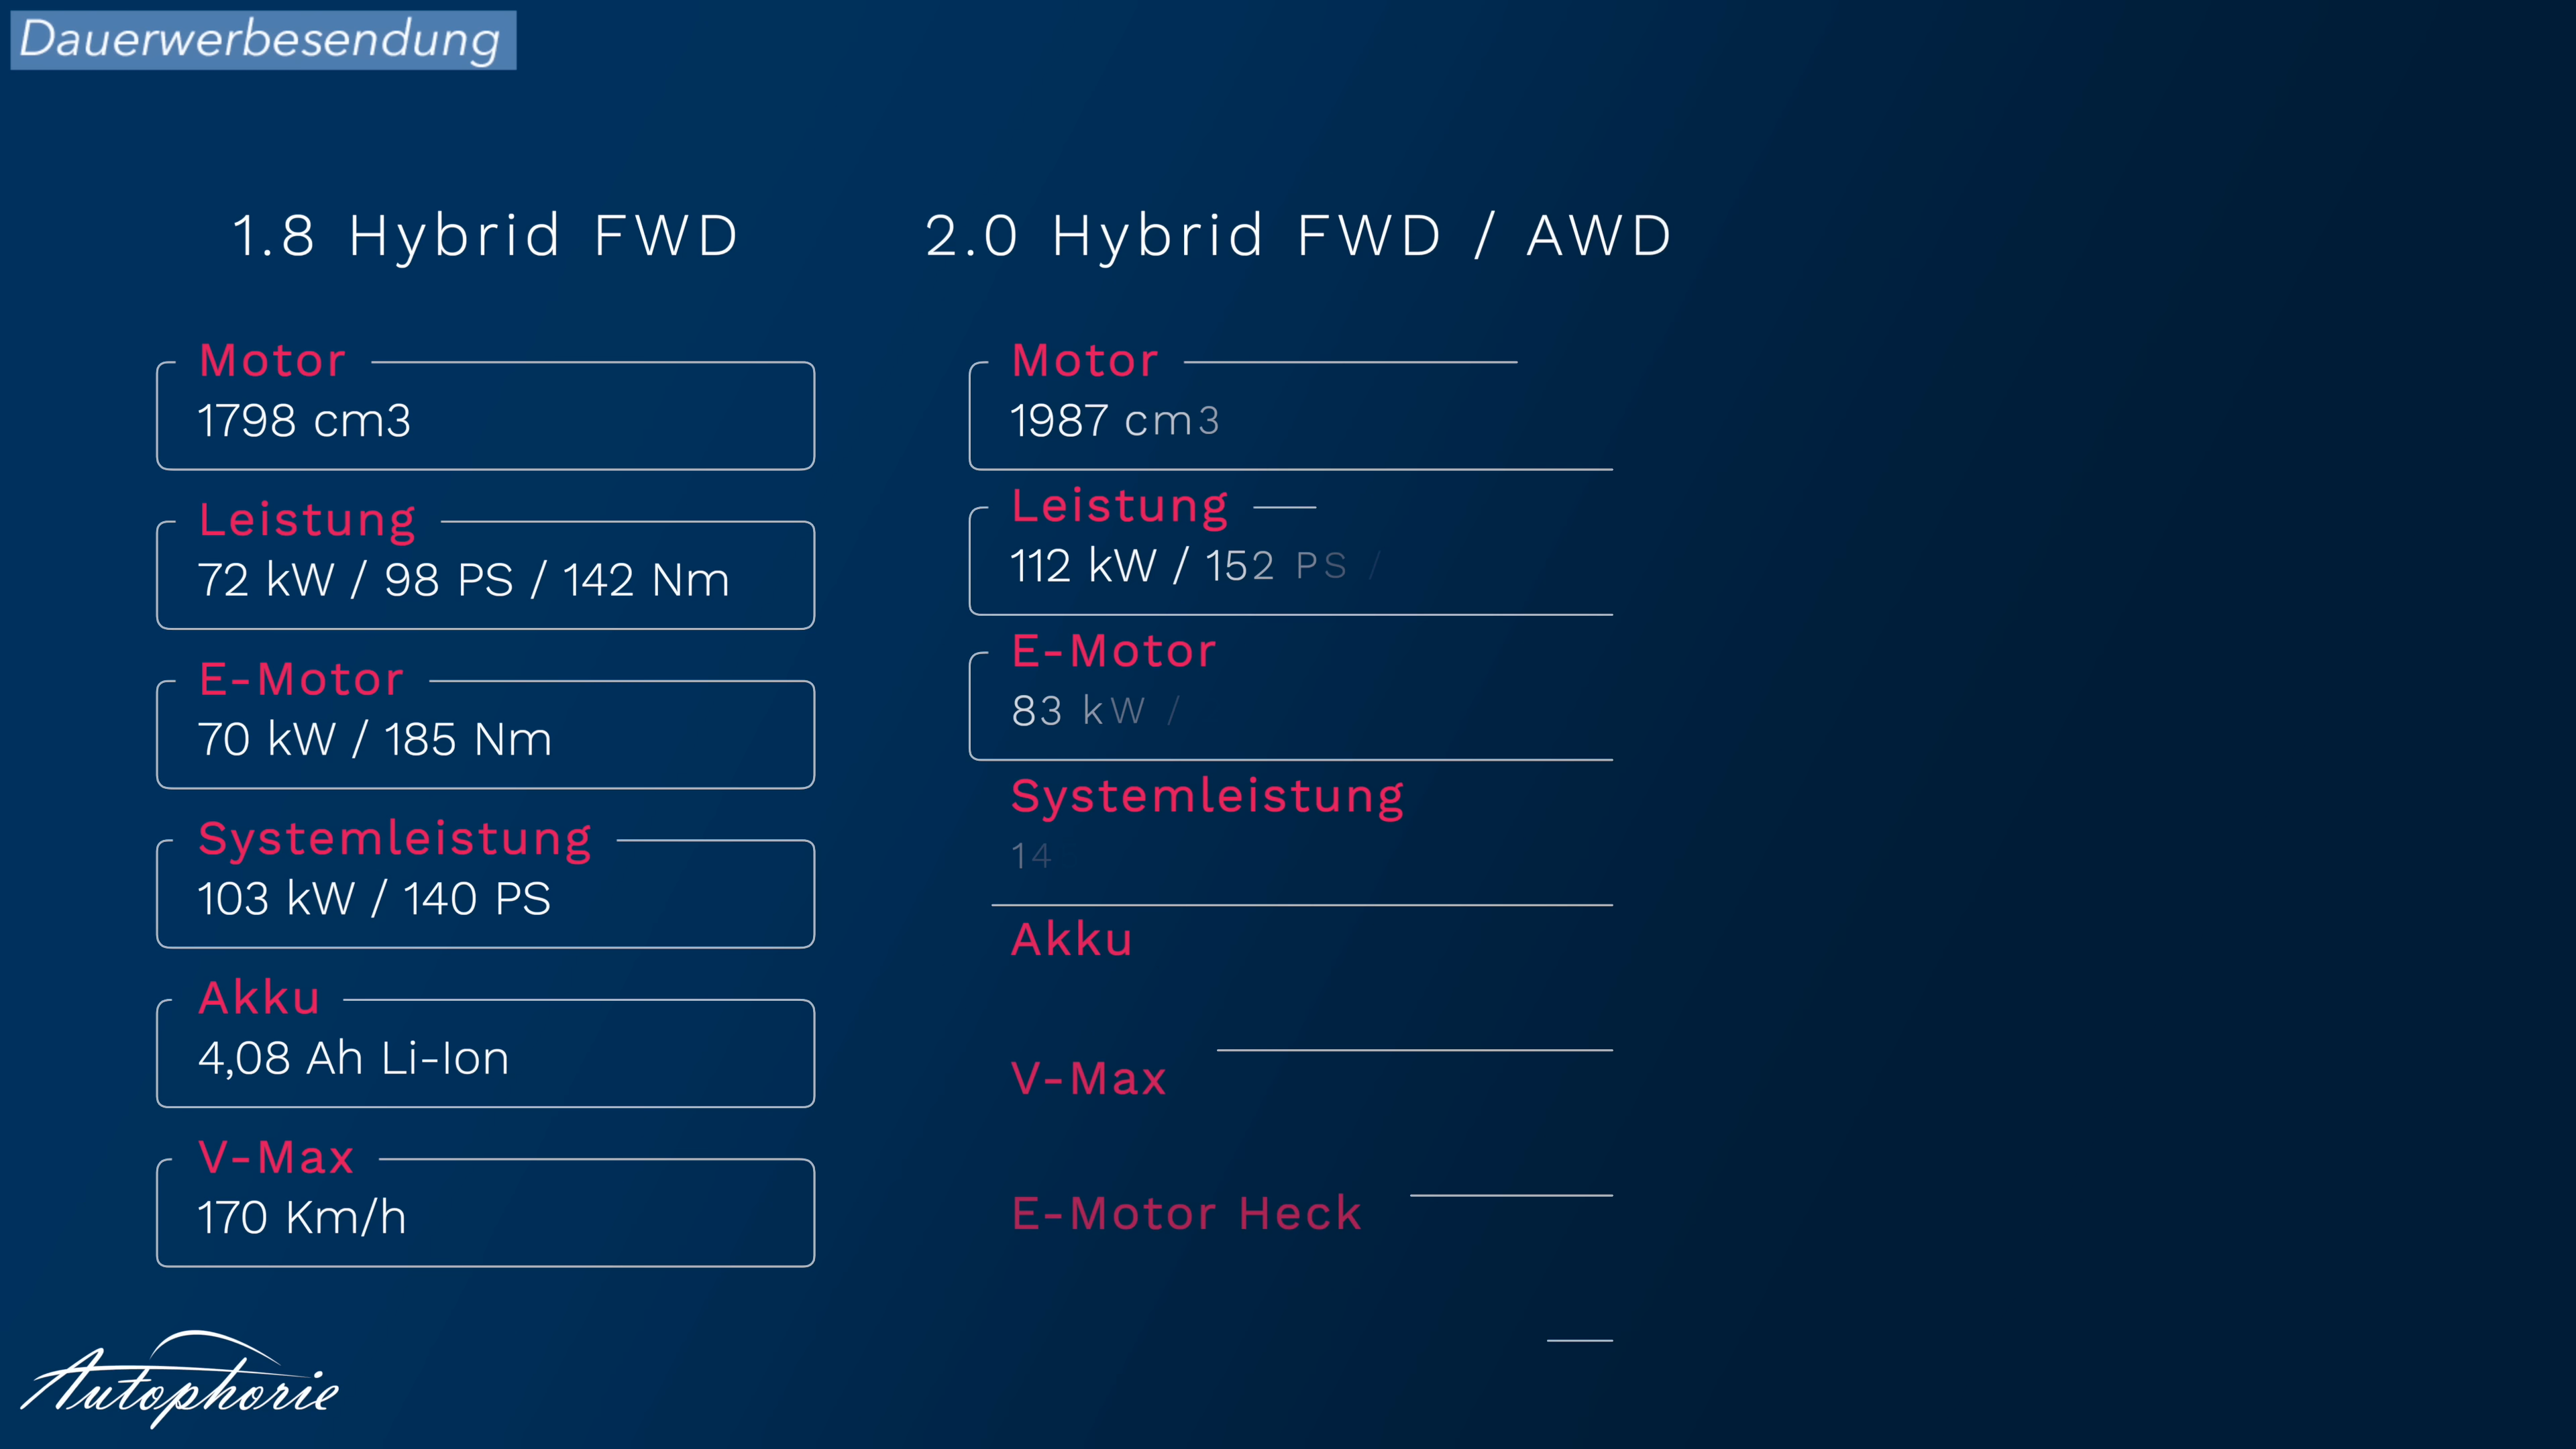 Dauerwerbesendung
1.8 Hybrid FWD
Motor
1798 cm3
Leistung
72 kW / 98 PS / 142 Nm
E-Motor
70 kW / 185 Nm
Systemleistung
103 kW / 140 PS
Akku
4,08 Ah Li-Ion
V-Max
170 Km/h
2.0 Hybrid FWD / AWD
Motor
1987 cm3
Leistung
112 kW / 152 PS /
E-Motor
83 kW /
Systemleistung
14
Akku
V-Max
E-Motor Heck
Autophorie